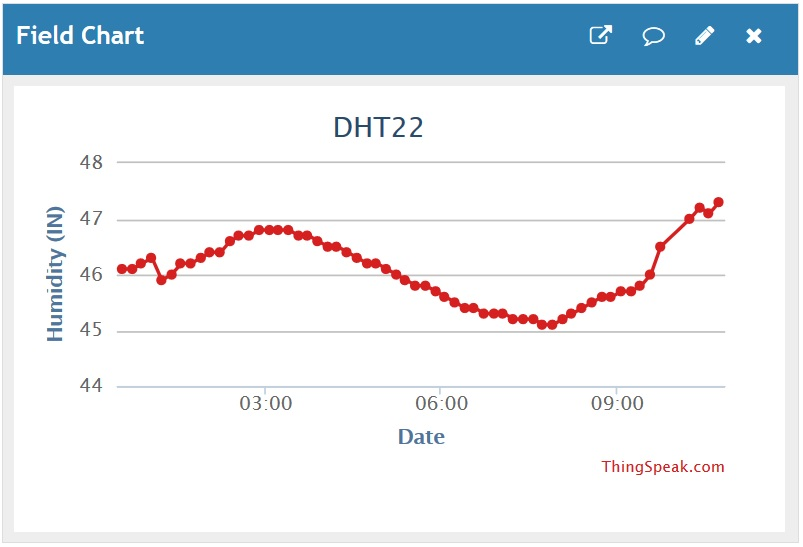 Field Chart
DHT22
48
47
46
45
44
Humidity (IN)
03:00
06:00
09:00
Date
ThingSpeak.com